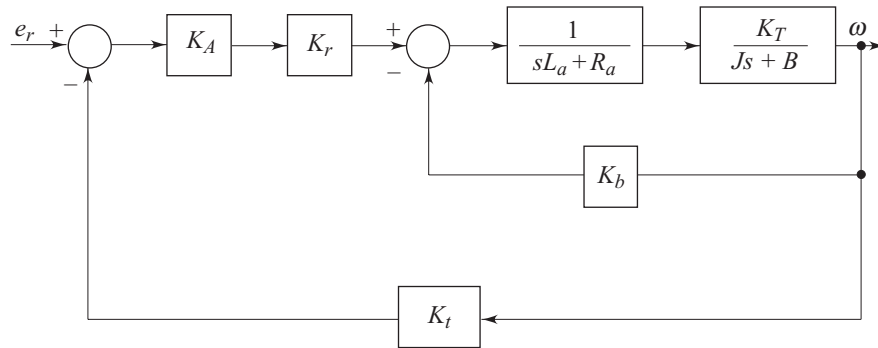 e_r + −
K_A
K_r
+ −
1 / (sL_a + R_a)
K_T / (Js + B)
ω
K_b
K_t